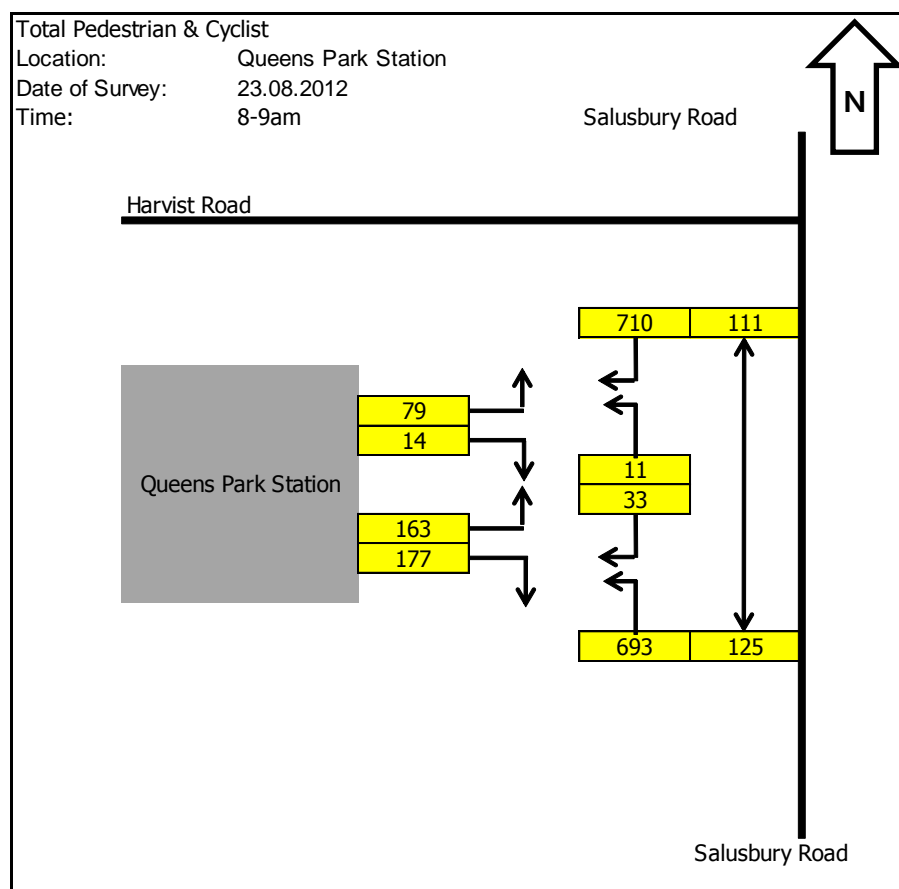 Total Pedestrian & Cyclist
Location: Queens Park Station
Date of Survey: 23.08.2012
Time: 8-9am
Salusbury Road
N
Harvist Road
710 111
79
14
Queens Park Station
11
33
163
177
693 125
Salusbury Road